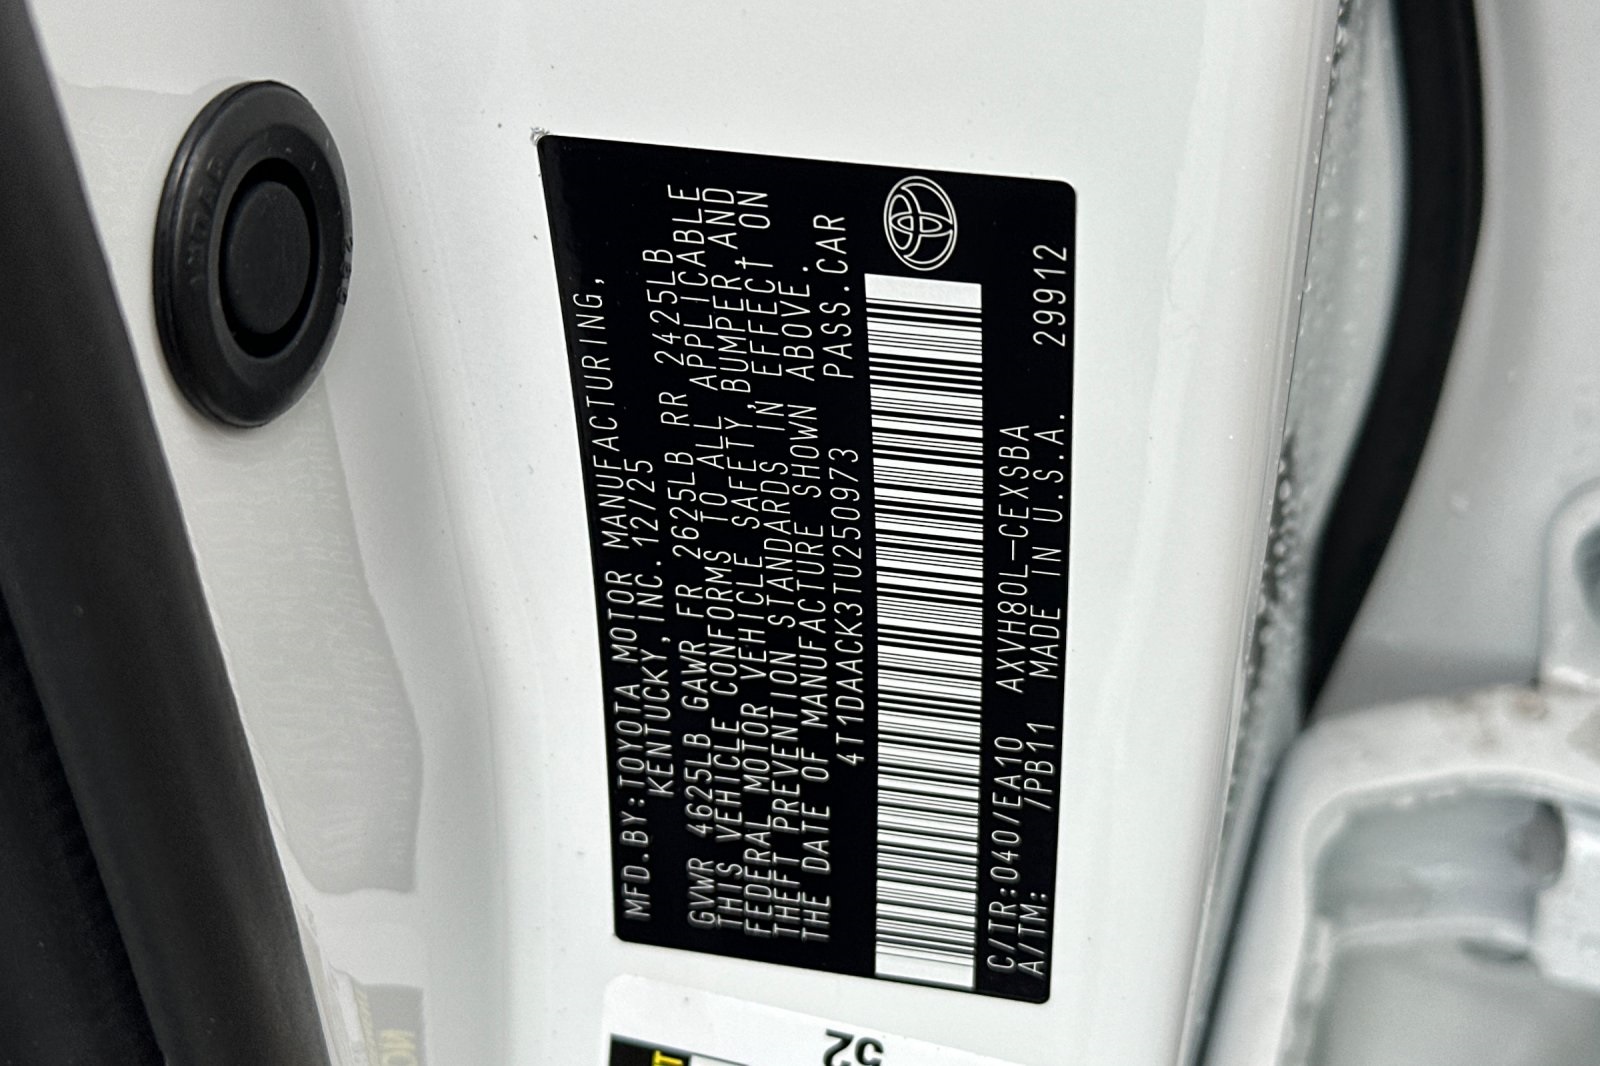 MFD.BY:TOYOTA MOTOR MANUFACTURING,
KENTUCKY, INC. 12/25
GVWR 4625LB GAWR FR 2625LB RR 2425LB
THIS VEHICLE CONFORMS TO ALL APPLICABLE
FEDERAL MOTOR VEHICLE SAFETY,BUMPER,AND
THEFT PREVENTION STANDARDS IN EFFECT ON
THE DATE OF MANUFACTURE SHOWN ABOVE.
4T1DAACK3TU250973 PASS.CAR
C/TR:040/EA10 AXVH80L-CEXSBA
A/TM: /PB11 MADE IN U.S.A. 29912
52